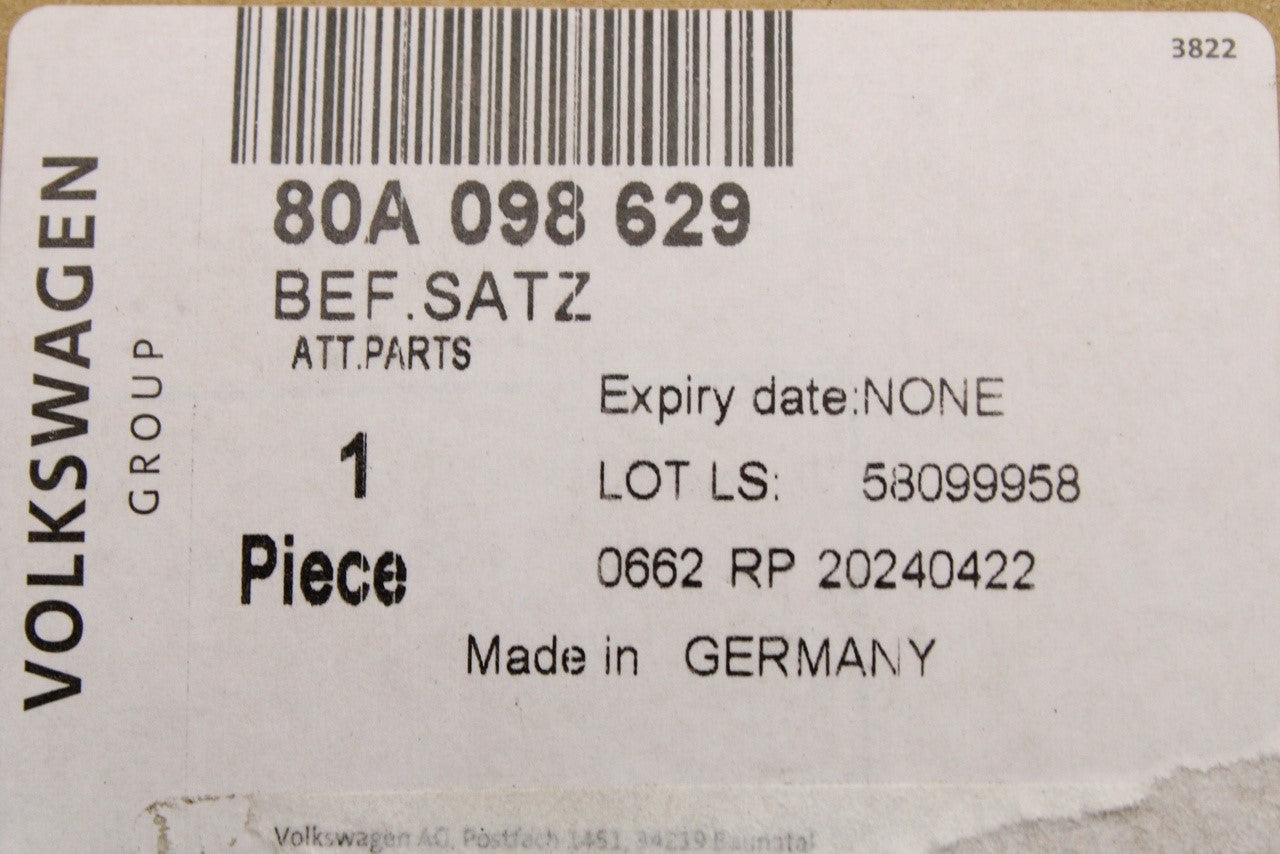 3822
VOLKSWAGEN
GROUP
80A 098 629
BEF.SATZ
ATT.PARTS
Expiry date:NONE
1
LOT LS: 58099958
Piece
0662 RP 20240422
Made in GERMANY
Volkswagen AG, Postfach 1451, 34219 Baunatal